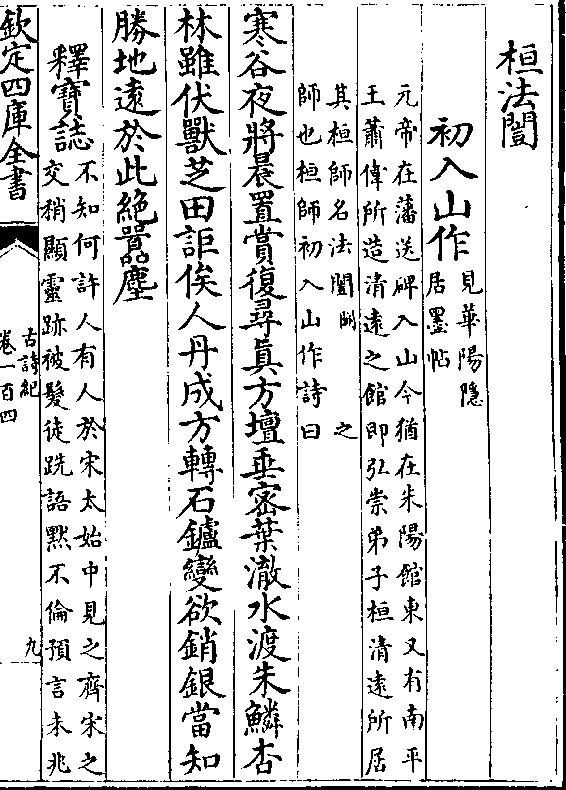 桓法闓
初入山作
見華陽隱
居墨帖
元帝在藩送碑入山今猶在朱陽館東又有南平
王蕭偉所造清遠之館即弘崇弟子桓清遠所居
其桓師名法闓 之
師也桓師初入山作詩曰
寒谷夜將晨置賞復尋眞方壇垂密葉澈水渡朱鱗杏
林雖伏獸芝田詎俟人丹成方轉石鑪變欲銷銀當知
勝地遠於此絶囂塵
釋寶誌
不知何許人有人於宋太始中見之齊宋之
交稍顯靈跡被髮徒跣語黙不倫預言未兆
欽定四庫全書
古詩紀
卷一百四
九